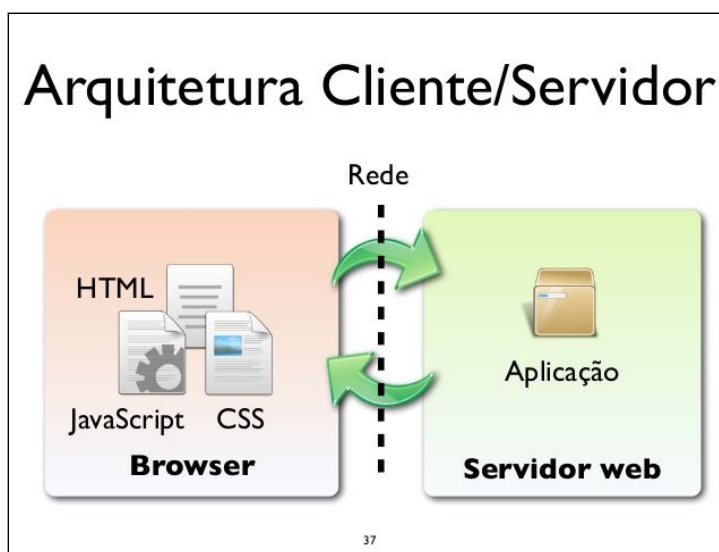 Arquitetura Cliente/Servidor
Rede
HTML
JavaScript CSS
Browser
Aplicação
Servidor web
37